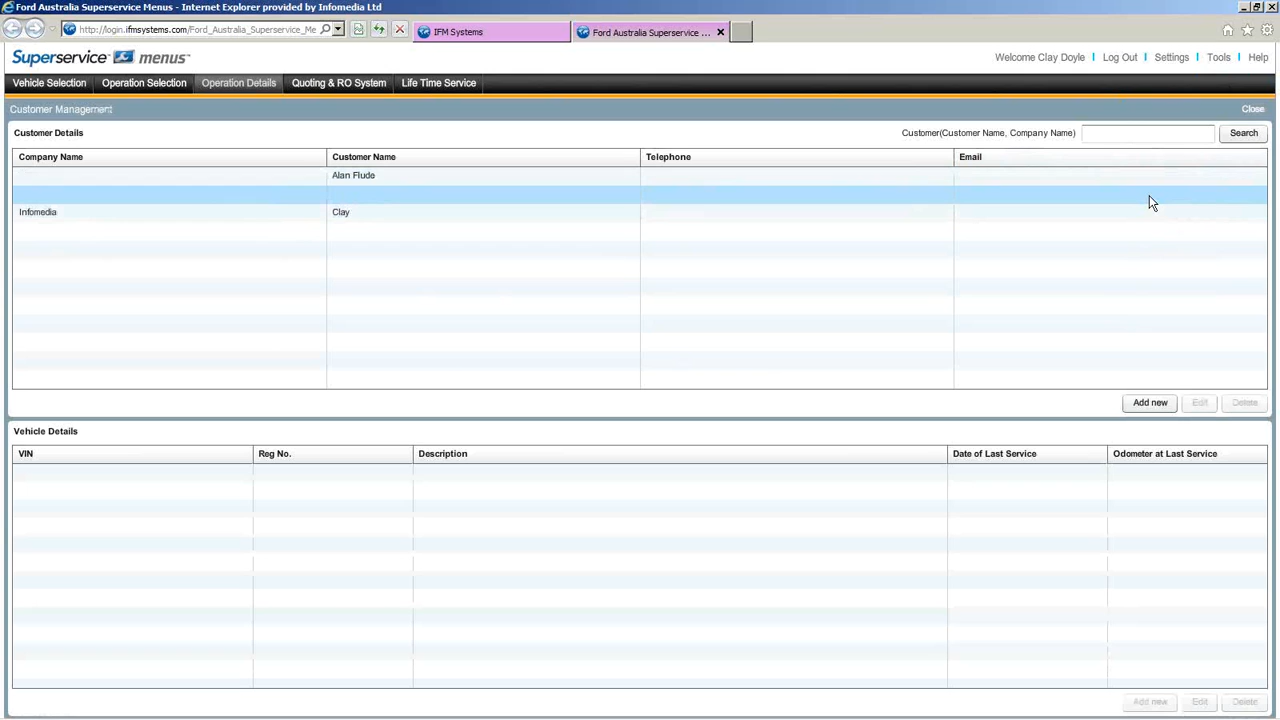 Ford Australia Superservice Menus - Internet Explorer provided by Infomedia Ltd
http://login.ifmsystems.com/Ford_Australia_Superservice_Me
IFM Systems
Ford Australia Superservice ...
Superservice menus™
Welcome Clay Doyle | Log Out | Settings | Tools | Help
Vehicle Selection Operation Selection Operation Details Quoting & RO System Life Time Service
Customer Management Close
Customer Details Customer(Customer Name, Company Name) Search
Company Name Customer Name Telephone Email
Alan Flude
Infomedia Clay
Add new Edit Delete
Vehicle Details
VIN Reg No. Description Date of Last Service Odometer at Last Service
Add new Edit Delete